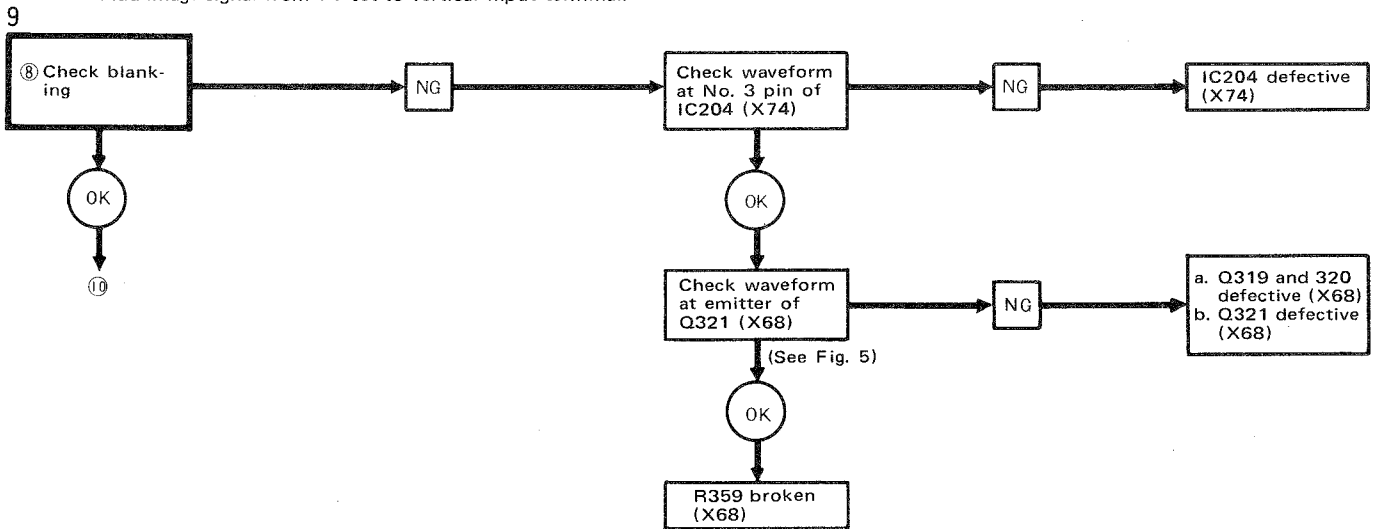 9
⑧ Check blank-
ing
NG
Check waveform
at No. 3 pin of
IC204 (X74)
NG
IC204 defective
(X74)
OK
OK
⑩
Check waveform
at emitter of
Q321 (X68)
NG
a. Q319 and 320
defective (X68)
b. Q321 defective
(X68)
(See Fig. 5)
OK
R359 broken
(X68)